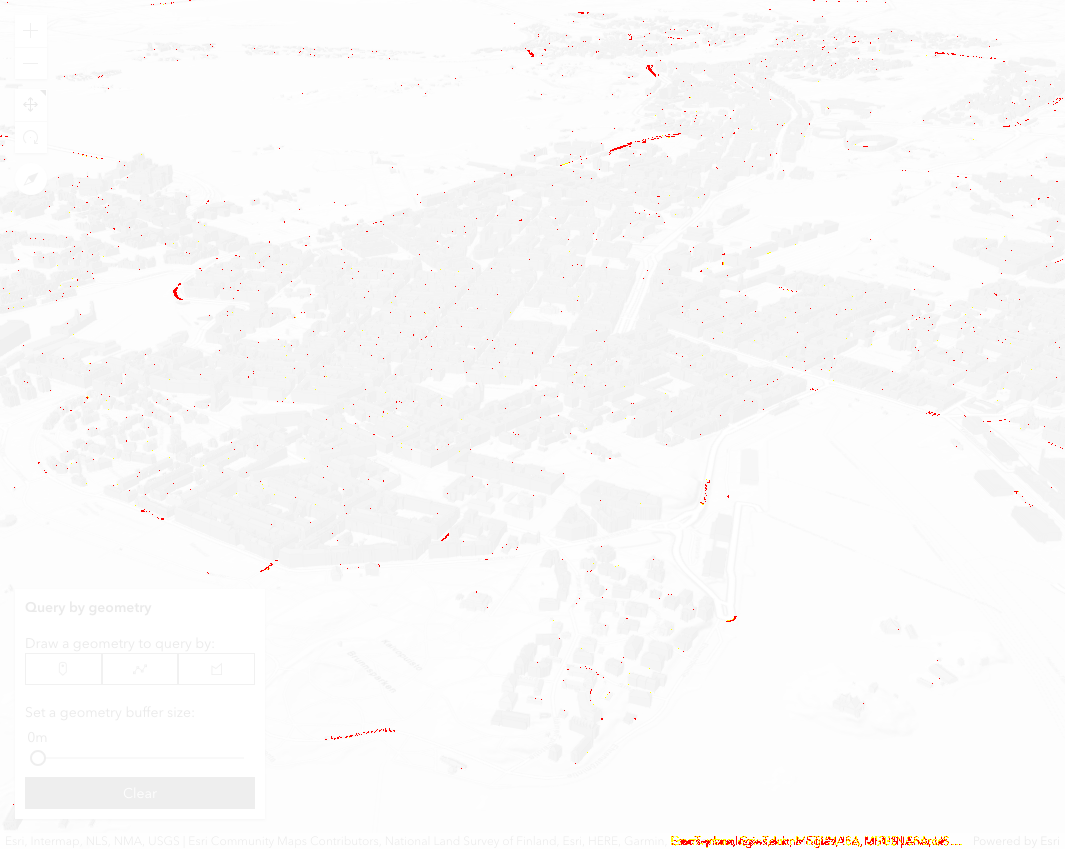 Query by geometry
Draw a geometry to query by:
Set a geometry buffer size:
0m
Clear
Esri, Intermap, NLS, NMA, USGS | Esri Community Maps Contributors, National Land Survey of Finland, Esri, HERE, Garmin, Powered by Esri